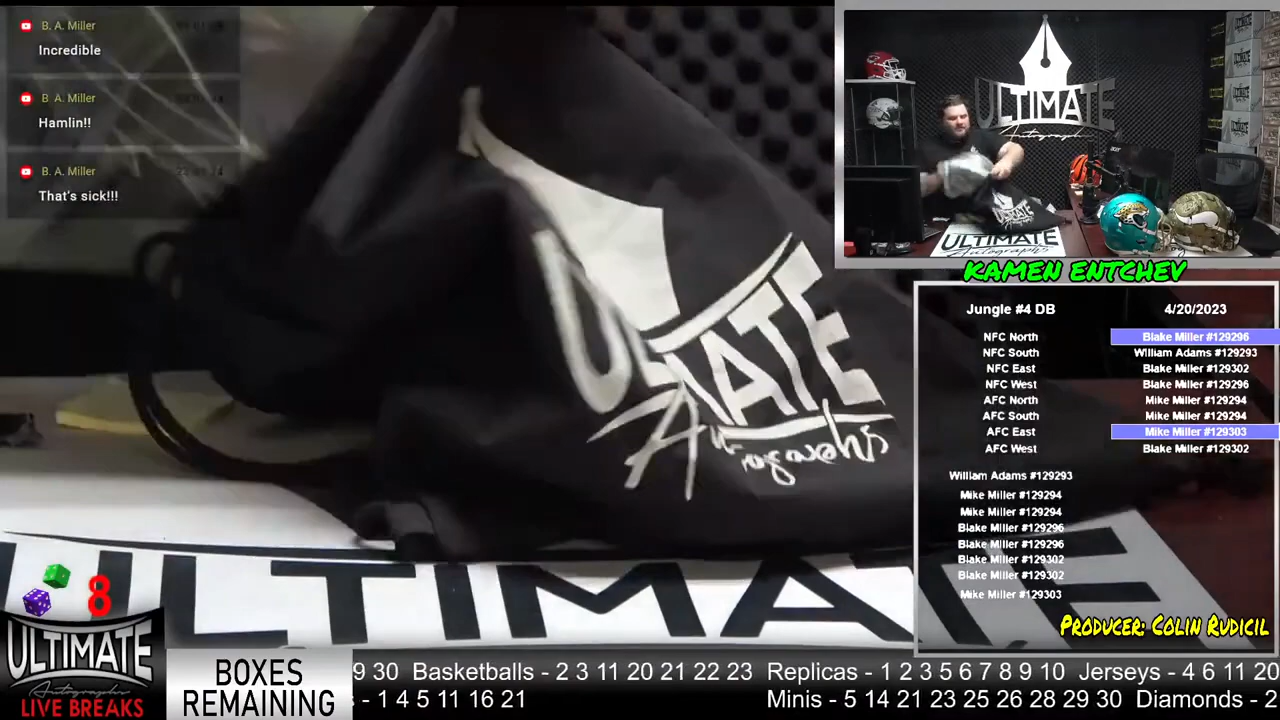 B. A. Miller
Incredible
B. A. Miller
Hamlin!!
B. A. Miller
That's sick!!!
ULTIMATE
Autographs
ULTIMATE
8
ULTIMATE
Autographs
LIVE BREAKS
BOXES
REMAINING
9 30 Basketballs - 2 3 11 20 21 22 23 Replicas - 1 2 3 5 6 7 8 9 10 Jerseys - 4 6 11 20
- 1 4 5 11 16 21 Minis - 5 14 21 23 25 26 28 29 30 Diamonds - 2
ULTIMATE
Autographs
ULTIMATE
Autographs
KAMEN ENTCHEV
Jungle #4 DB 4/20/2023
NFC North Blake Miller #129296
NFC South William Adams #129293
NFC East Blake Miller #129302
NFC West Blake Miller #129296
AFC North Mike Miller #129294
AFC South Mike Miller #129294
AFC East Mike Miller #129303
AFC West Blake Miller #129302
William Adams #129293
Mike Miller #129294
Mike Miller #129294
Blake Miller #129296
Blake Miller #129296
Blake Miller #129302
Blake Miller #129302
Mike Miller #129303
PRODUCER: COLIN RUDICIL